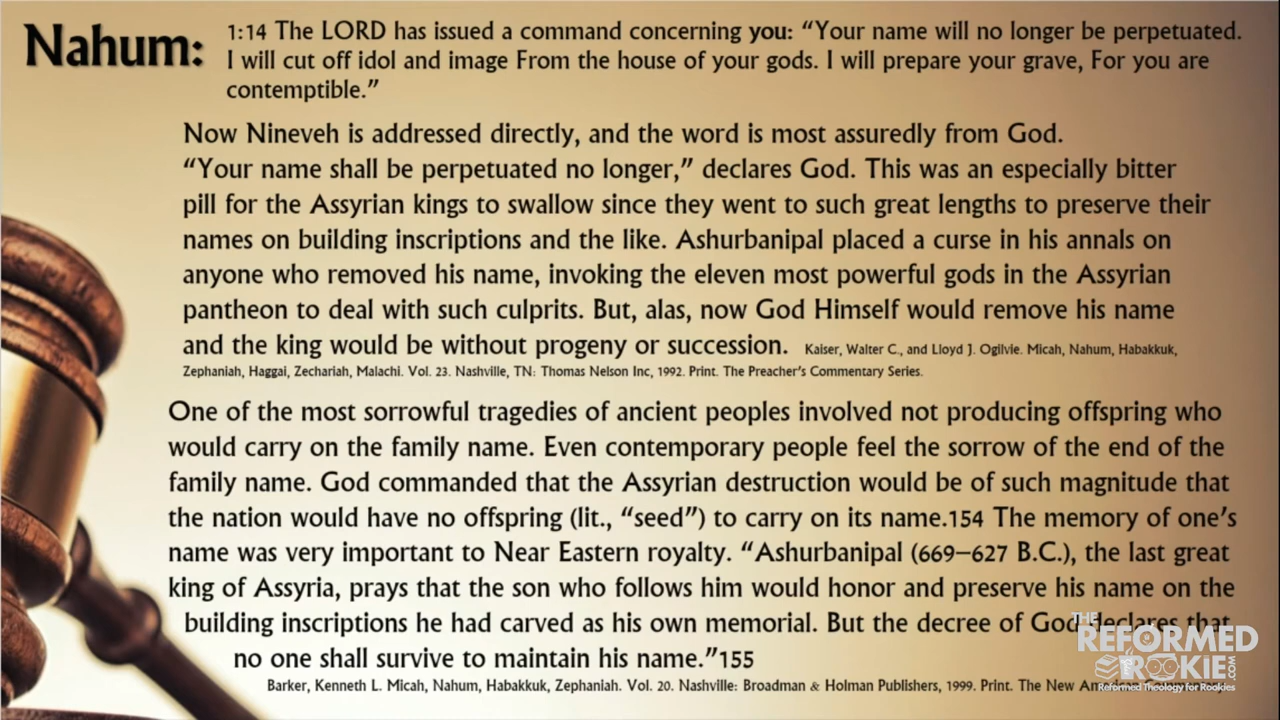 Nahum:
1:14 The LORD has issued a command concerning you: “Your name will no longer be perpetuated.
I will cut off idol and image From the house of your gods. I will prepare your grave, For you are
contemptible.”
Now Nineveh is addressed directly, and the word is most assuredly from God.
“Your name shall be perpetuated no longer,” declares God. This was an especially bitter
pill for the Assyrian kings to swallow since they went to such great lengths to preserve their
names on building inscriptions and the like. Ashurbanipal placed a curse in his annals on
anyone who removed his name, invoking the eleven most powerful gods in the Assyrian
pantheon to deal with such culprits. But, alas, now God Himself would remove his name
and the king would be without progeny or succession. Kaiser, Walter C., and Lloyd J. Ogilvie. Micah, Nahum, Habakkuk,
Zephaniah, Haggai, Zechariah, Malachi. Vol. 23. Nashville, TN: Thomas Nelson Inc, 1992. Print. The Preacher’s Commentary Series.
One of the most sorrowful tragedies of ancient peoples involved not producing offspring who
would carry on the family name. Even contemporary people feel the sorrow of the end of the
family name. God commanded that the Assyrian destruction would be of such magnitude that
the nation would have no offspring (lit., “seed”) to carry on its name.154 The memory of one’s
name was very important to Near Eastern royalty. “Ashurbanipal (669–627 B.C.), the last great
king of Assyria, prays that the son who follows him would honor and preserve his name on the
building inscriptions he had carved as his own memorial. But the decree of God declares that
no one shall survive to maintain his name.”155
Barker, Kenneth L. Micah, Nahum, Habakkuk, Zephaniah. Vol. 20. Nashville: Broadman & Holman Publishers, 1999. Print. The New American
THE
REFORMED
ROOKIE.COM
Reformed Theology for Rookies